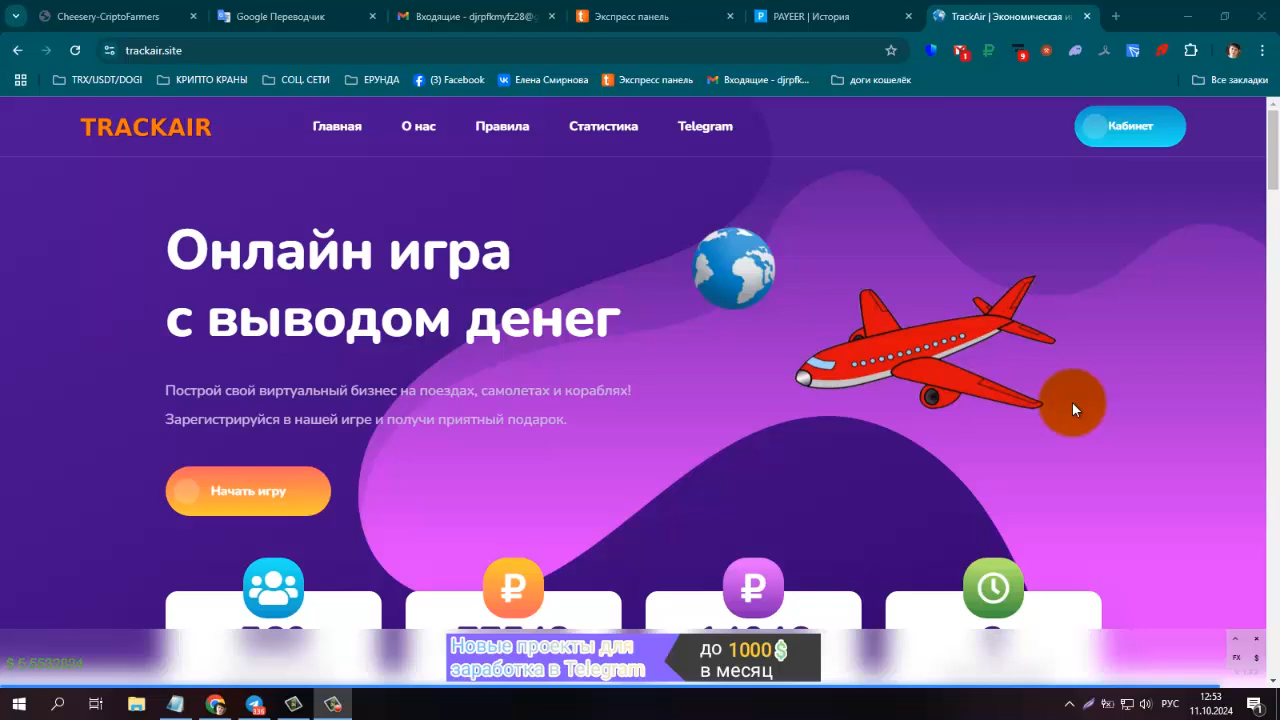 Cheesery-CriptoFarmers
Google Переводчик
Входящие - djrpfkmyfz28@g
Экспресс панель
PAYEER | История
TrackAir | Экономическая и
trackair.site
1
9
TRX/USDT/DOGI
КРИПТО КРАНЫ
СОЦ. СЕТИ
ЕРУНДА
(3) Facebook
Елена Смирнова
Экспресс панель
Входящие - djrpfk...
доги кошелёк
Все закладки
TRACKAIR
Главная
О нас
Правила
Статистика
Telegram
Кабинет
Онлайн игра
с выводом денег
Построй свой виртуальный бизнес на поездах, самолетах и кораблях!
Зарегистрируйся в нашей игре и получи приятный подарок.
Начать игру
Новые проекты для
заработка в Telegram
до 1000$
в месяц
FX $
РУС
12:53
11.10.2024